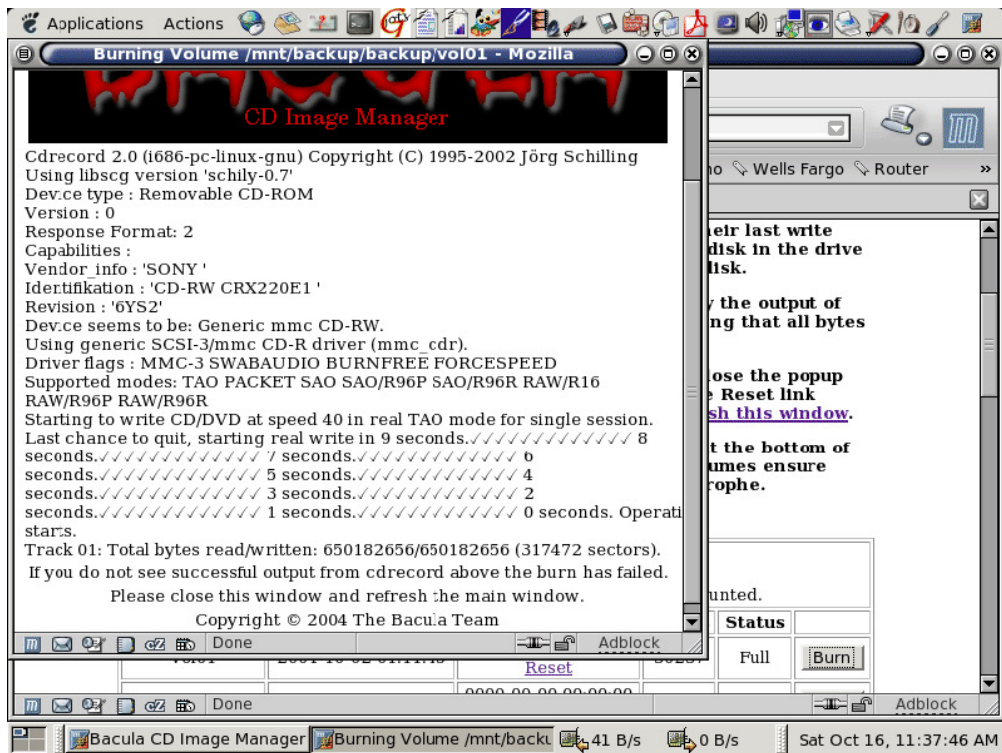 Applications Actions
Burning Volume /mnt/backup/backup/vol01 - Mozilla
CD Image Manager
Cdrecord 2.0 (i686-pc-linux-gnu) Copyright (C) 1995-2002 Jörg Schilling
Using libscg version 'schily-0.7'
Device type : Removable CD-ROM
Version : 0
Response Format: 2
Capabilities :
Vendor_info : 'SONY '
Identifikation : 'CD-RW CRX220E1 '
Revision : '6YS2'
Device seems to be: Generic mmc CD-RW.
Using generic SCSI-3/mmc CD-R driver (mmc_cdr).
Driver flags : MMC-3 SWABAUDIO BURNFREE FORCESPEED
Supported modes: TAO PACKET SAO SAO/R96P SAO/R96R RAW/R16
RAW/R96P RAW/R96R
Starting to write CD/DVD at speed 40 in real TAO mode for single session.
Last chance to quit, starting real write in 9 seconds.✓✓✓✓✓✓✓✓✓✓✓✓✓ 8
seconds.✓✓✓✓✓✓✓✓✓✓✓✓✓ 7 seconds.✓✓✓✓✓✓✓✓✓✓✓✓✓ 6
seconds.✓✓✓✓✓✓✓✓✓✓✓✓✓ 5 seconds.✓✓✓✓✓✓✓✓✓✓✓✓✓ 4
seconds.✓✓✓✓✓✓✓✓✓✓✓✓✓ 3 seconds.✓✓✓✓✓✓✓✓✓✓✓✓✓ 2
seconds.✓✓✓✓✓✓✓✓✓✓✓✓✓ 1 seconds.✓✓✓✓✓✓✓✓✓✓✓✓✓ 0 seconds. Operati
starts.
Track 01: Total bytes read/written: 650182656/650182656 (317472 sectors).
If you do not see successful output from cdrecord above the burn has failed.
Please close this window and refresh the main window.
Copyright © 2004 The Bacula Team
Done Adblock
no Wells Fargo Router »
eir last write
disk in the drive
disk.
y the output of
ng that all bytes
lose the popup
e Reset link
sh this window.
t the bottom of
umes ensure
rophe.
unted.
Status
Reset Full Burn
Done Adblock
Bacula CD Image Manager Burning Volume /mnt/backu 41 B/s 0 B/s Sat Oct 16, 11:37:46 AM